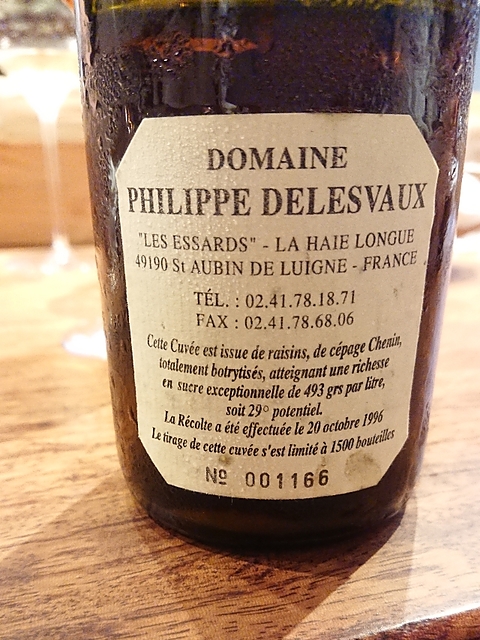 DOMAINE
PHILIPPE DELESVAUX
"LES ESSARDS" - LA HAIE LONGUE
49190 St AUBIN DE LUIGNE - FRANCE
TÉL. : 02.41.78.18.71
FAX : 02.41.78.68.06
Cette Cuvée est issue de raisins, de cépage Chenin,
totalement botrytisés, atteignant une richesse
en sucre exceptionnelle de 493 grs par litre,
soit 29° potentiel.
La Récolte a été effectuée le 20 octobre 1996
Le tirage de cette cuvée s'est limité à 1500 bouteilles
Nº 001166